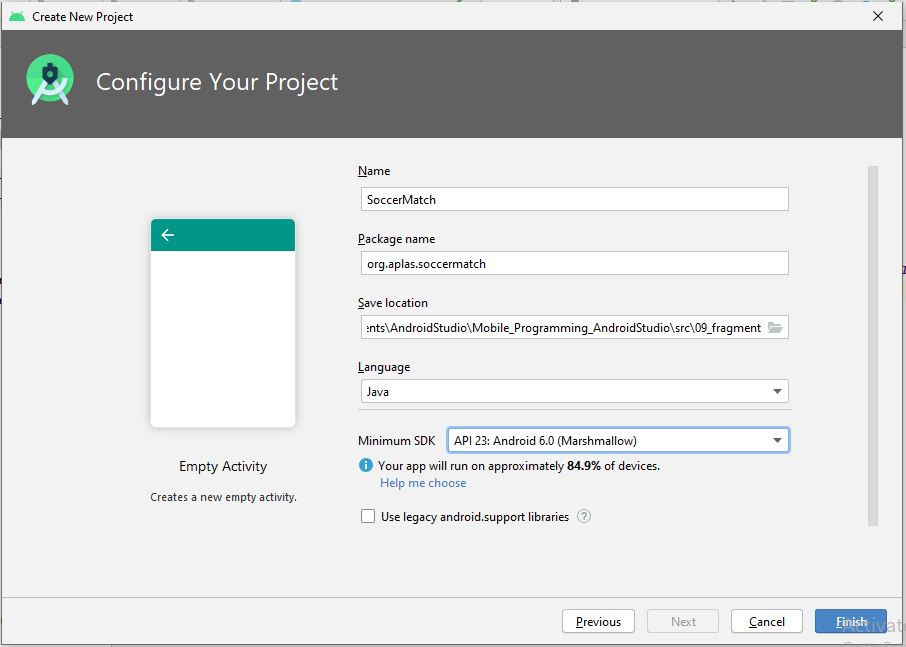 Create New Project
Configure Your Project
Name
SoccerMatch
Package name
org.aplas.soccermatch
Save location
ents\AndroidStudio\Mobile_Programming_AndroidStudio\src\09_fragment
Language
Java
Minimum SDK
API 23: Android 6.0 (Marshmallow)
Your app will run on approximately 84.9% of devices.
Help me choose
Use legacy android.support libraries ?
Empty Activity
Creates a new empty activity.
Previous
Next
Cancel
Finish
Activat